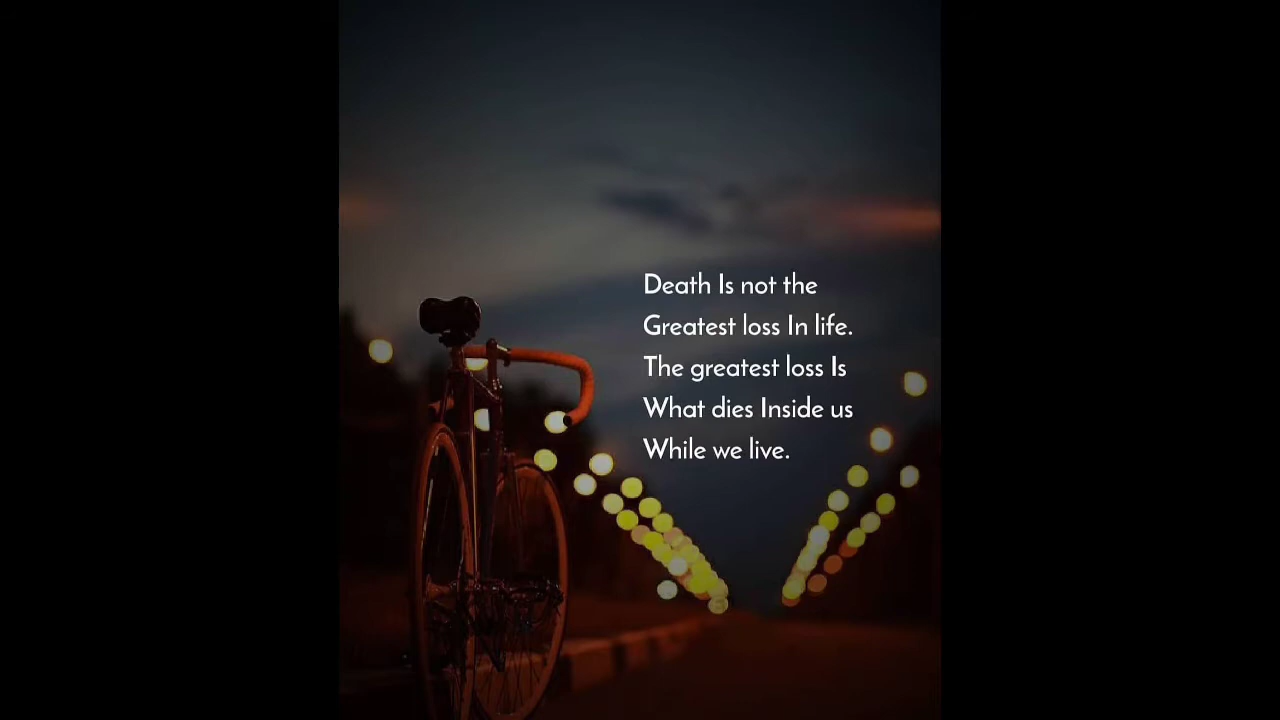 Death Is not the
Greatest loss In life.
The greatest loss Is
What dies Inside us
While we live.